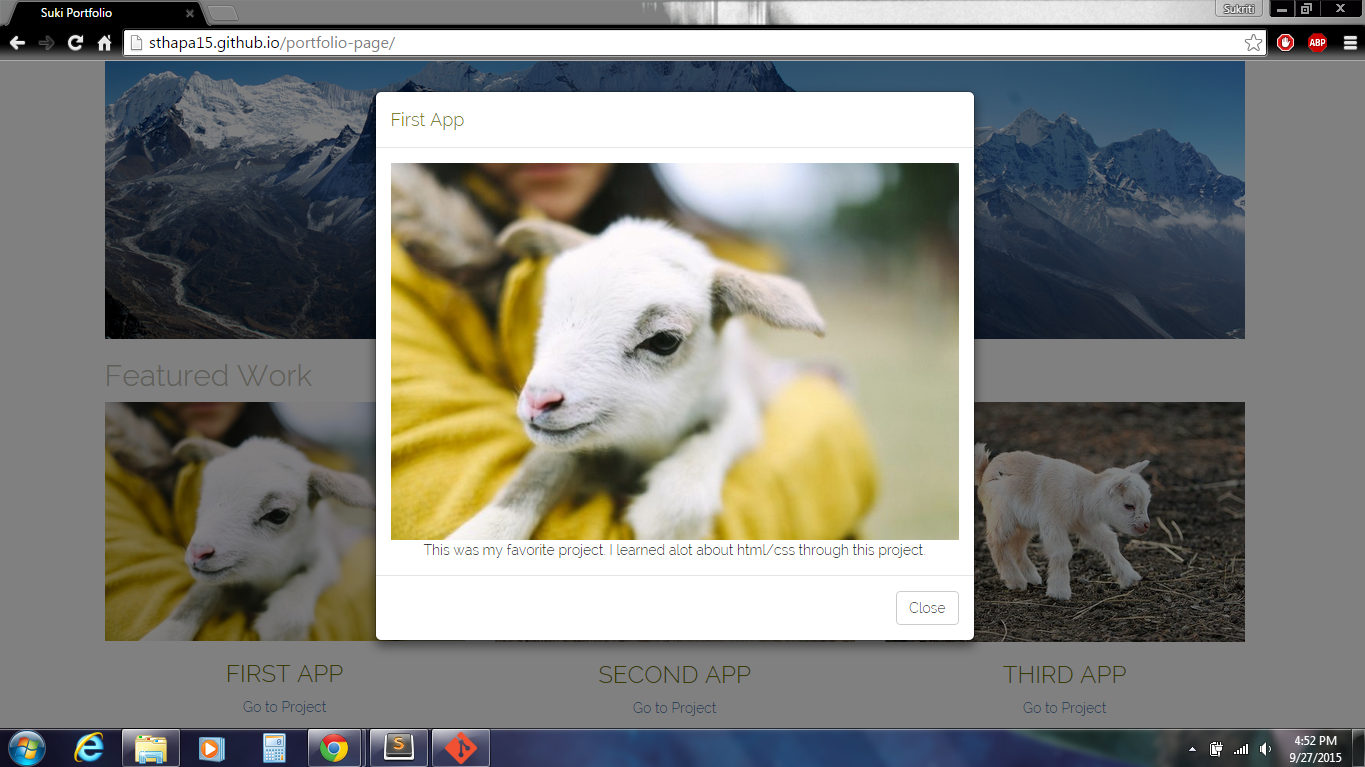 Suki Portfolio
Sukriti
sthapa15.github.io/portfolio-page/
ABP
First App
This was my favorite project. I learned alot about html/css through this project.
Close
Featured Work
FIRST APP
SECOND APP
THIRD APP
Go to Project
Go to Project
Go to Project
4:52 PM
9/27/2015